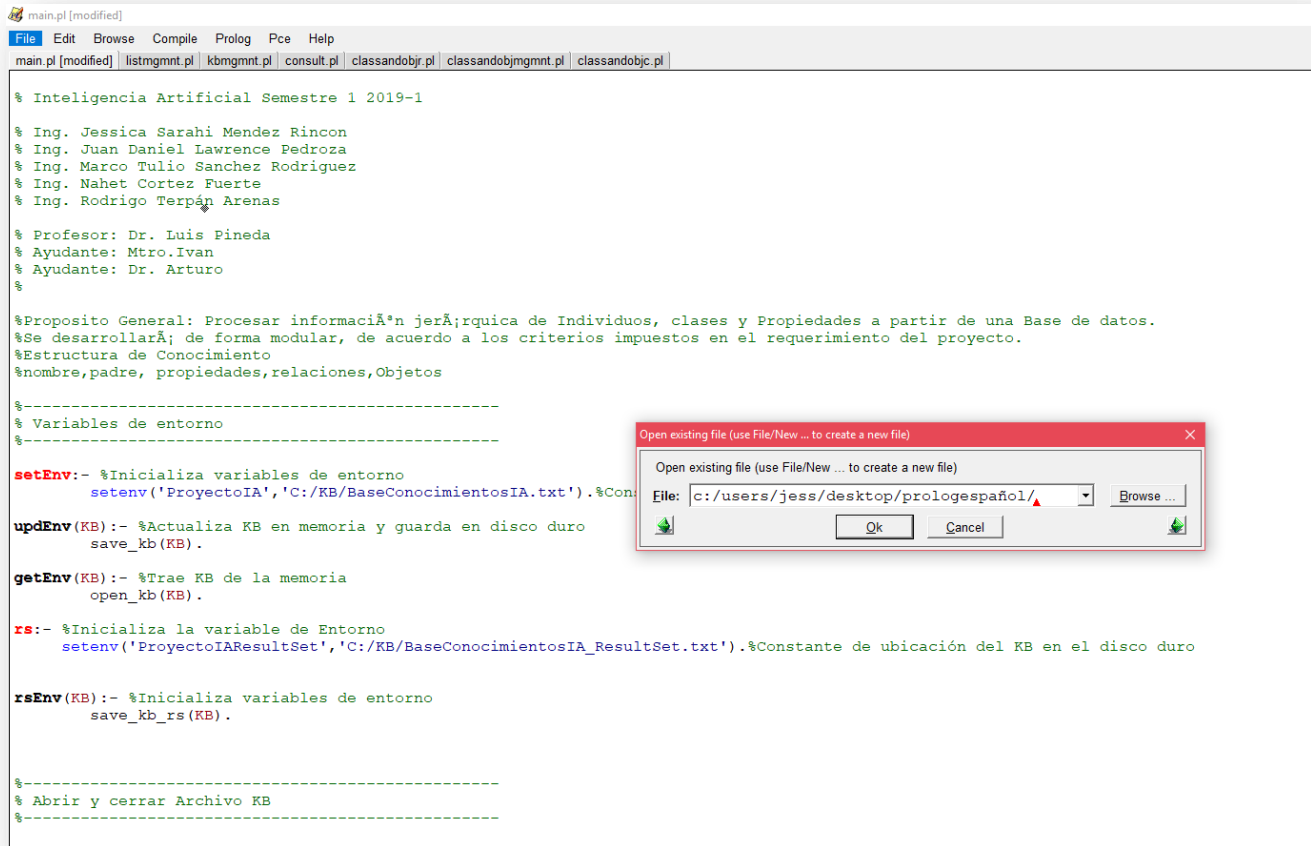 main.pl [modified]
File Edit Browse Compile Prolog Pce Help
main.pl [modified] listmgmnt.pl kbmgmnt.pl consult.pl classandobjr.pl classandobjmgmnt.pl classandobjc.pl
% Inteligencia Artificial Semestre 1 2019-1
% Ing. Jessica Sarahi Mendez Rincon
% Ing. Juan Daniel Lawrence Pedroza
% Ing. Marco Tulio Sanchez Rodriguez
% Ing. Nahet Cortez Fuerte
% Ing. Rodrigo Terpán Arenas
% Profesor: Dr. Luis Pineda
% Ayudante: Mtro.Ivan
% Ayudante: Dr. Arturo
%
%Proposito General: Procesar informaciÃªn jerÃ¡rquica de Individuos, clases y Propiedades a partir de una Base de datos.
%Se desarrollarÃ¡ de forma modular, de acuerdo a los criterios impuestos en el requerimiento del proyecto.
%Estructura de Conocimiento
%nombre,padre, propiedades,relaciones,Objetos
%--------------------------------------------------
% Variables de entorno
%--------------------------------------------------
setEnv:- %Inicializa variables de entorno
setenv('ProyectoIA','C:/KB/BaseConocimientosIA.txt').%Con
updEnv(KB):- %Actualiza KB en memoria y guarda en disco duro
save_kb(KB).
getEnv(KB):- %Trae KB de la memoria
open_kb(KB).
rs:- %Inicializa la variable de Entorno
setenv('ProyectoIAResultSet','C:/KB/BaseConocimientosIA_ResultSet.txt').%Constante de ubicación del KB en el disco duro
rsEnv(KB):- %Inicializa variables de entorno
save_kb_rs(KB).
%--------------------------------------------------
% Abrir y cerrar Archivo KB
%--------------------------------------------------
Open existing file (use File/New ... to create a new file)
Open existing file (use File/New ... to create a new file)
File: c:/users/jess/desktop/prologespañol/ Browse ...
Ok Cancel